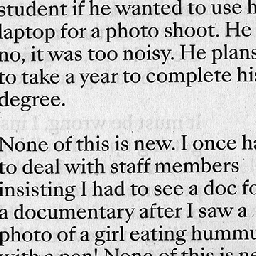 student if he wanted to use h
laptop for a photo shoot. He
no, it was too noisy. He plans
to take a year to complete his
degree.
None of this is new. I once ha
to deal with staff members
insisting I had to see a doc fo
a documentary after I saw a
photo of a girl eating hummu
with a pen! None of this is ne